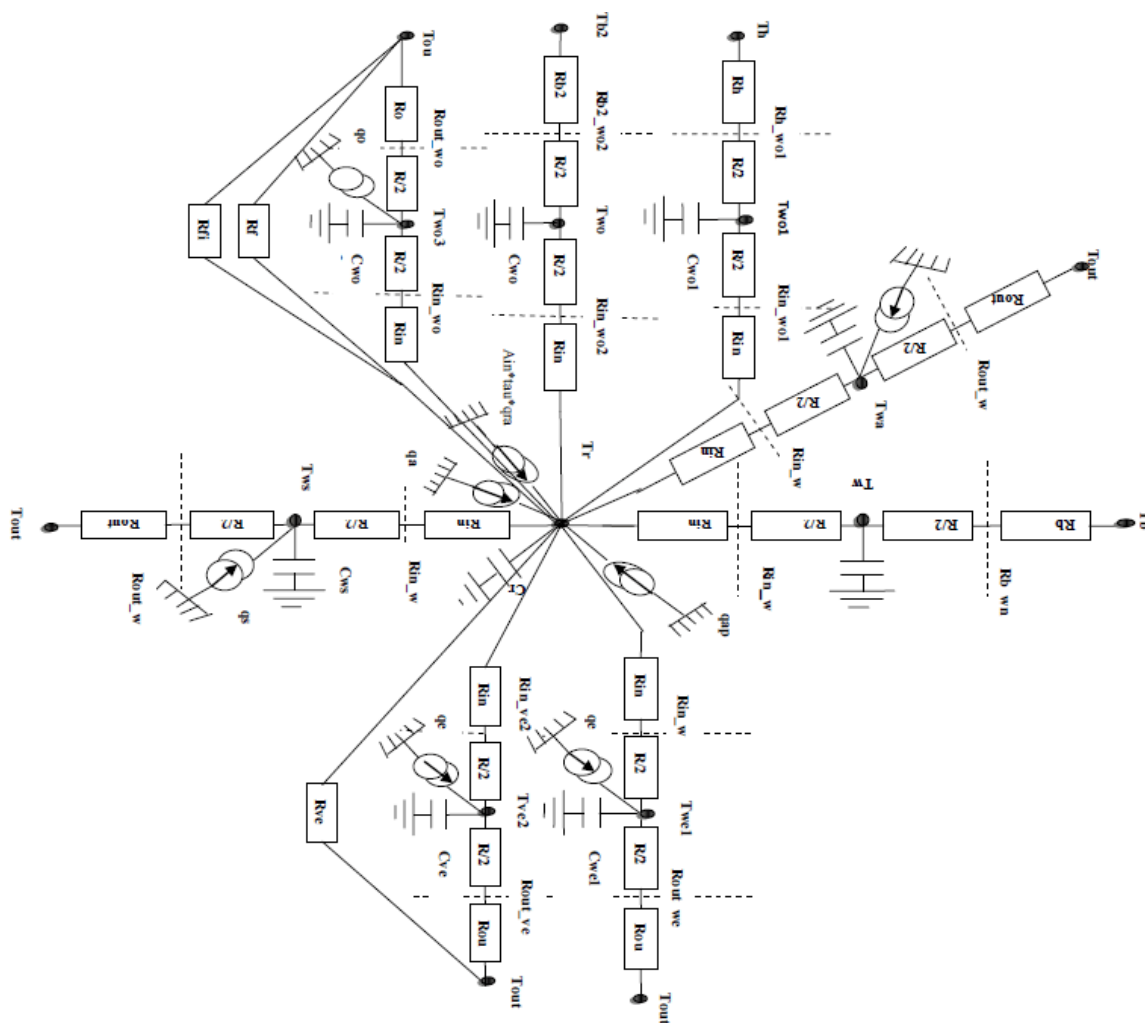 Tou
Tb2
Th
Ro
Rb2
Rh
Rout_wo
Rb2_wo2
Rh_wo1
qo
R/2
R/2
R/2
Rfi
Rf
Two3
Two
Two1
Cwo
Cwo
Cwo1
R/2
R/2
R/2
Tout
Rout
Rin_wo
Rin_wo2
Rin_wo1
Rin
Rin
Rin
R/2
Rout_w
Ain*tau*qra
R/2
Twa
Rin
Rin_w
qa
Tr
Tws
Tw
Tout
Rout
R/2
R/2
Rin
Rin
R/2
R/2
Rb
Rout_w
qs
Cws
Rin_w
Cr
qap
Rin_w
Rb_wn
Rin
Rin
Rin_ve2
Rin_w
qe
qe
R/2
R/2
Rve
Tve2
Twe1
Cve
Cwe1
R/2
R/2
Rout_ve
Rout_we
Rou
Rou
Tout
Tout